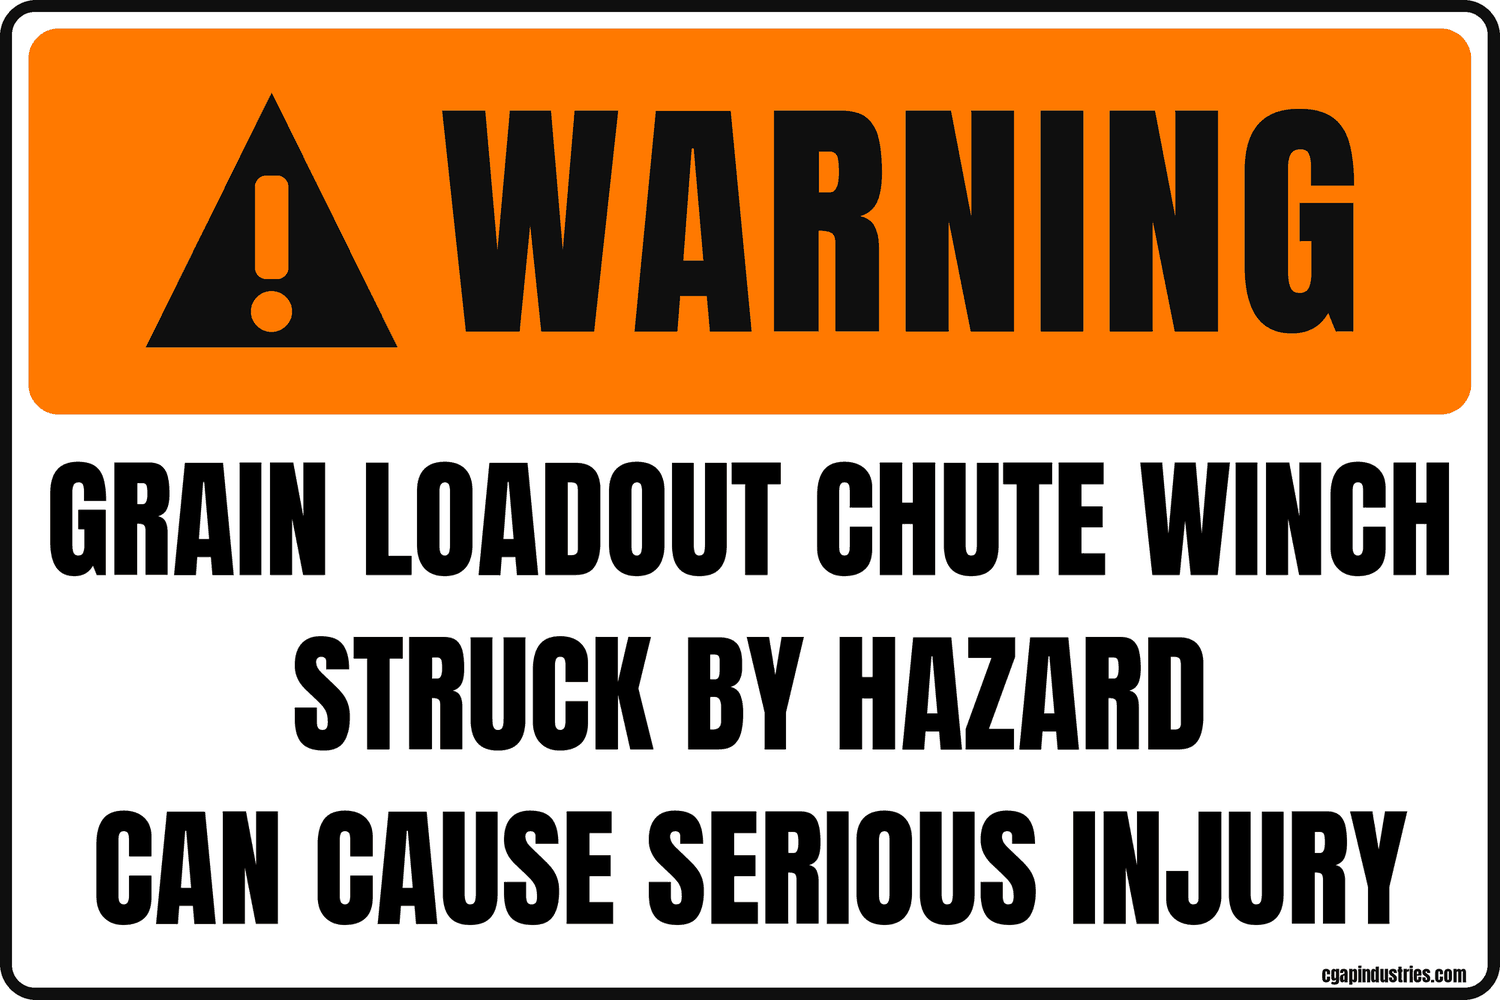 WARNING
GRAIN LOADOUT CHUTE WINCH
STRUCK BY HAZARD
CAN CAUSE SERIOUS INJURY
cgapindustries.com